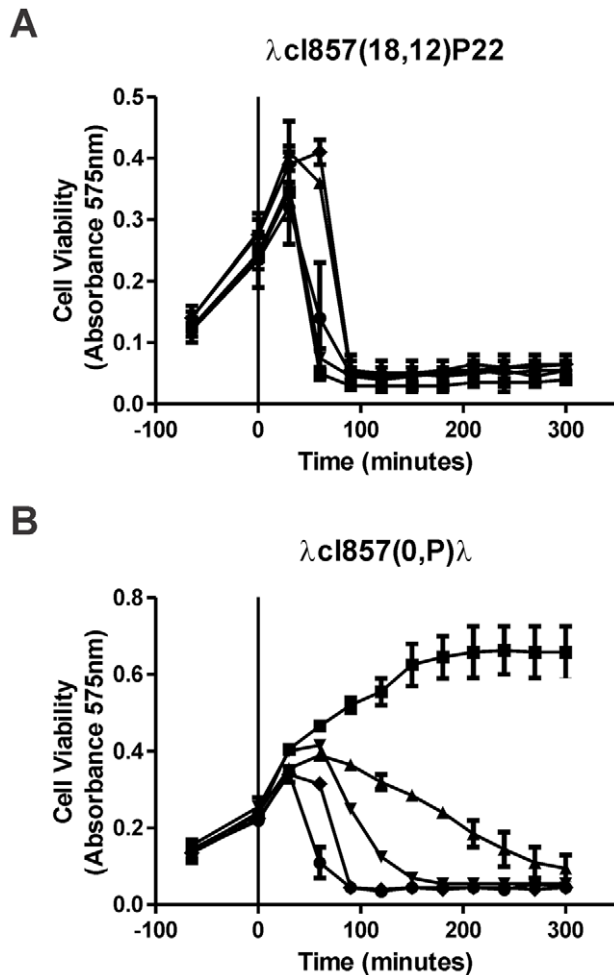 A
λcI857(18,12)P22
Cell Viability
(Absorbance 575nm)
0.5
0.4
0.3
0.2
0.1
0.0
-100 0 100 200 300
Time (minutes)
B
λcI857(0,P)λ
Cell Viability
(Absorbance 575nm)
0.8
0.6
0.4
0.2
0.0
-100 0 100 200 300
Time (minutes)